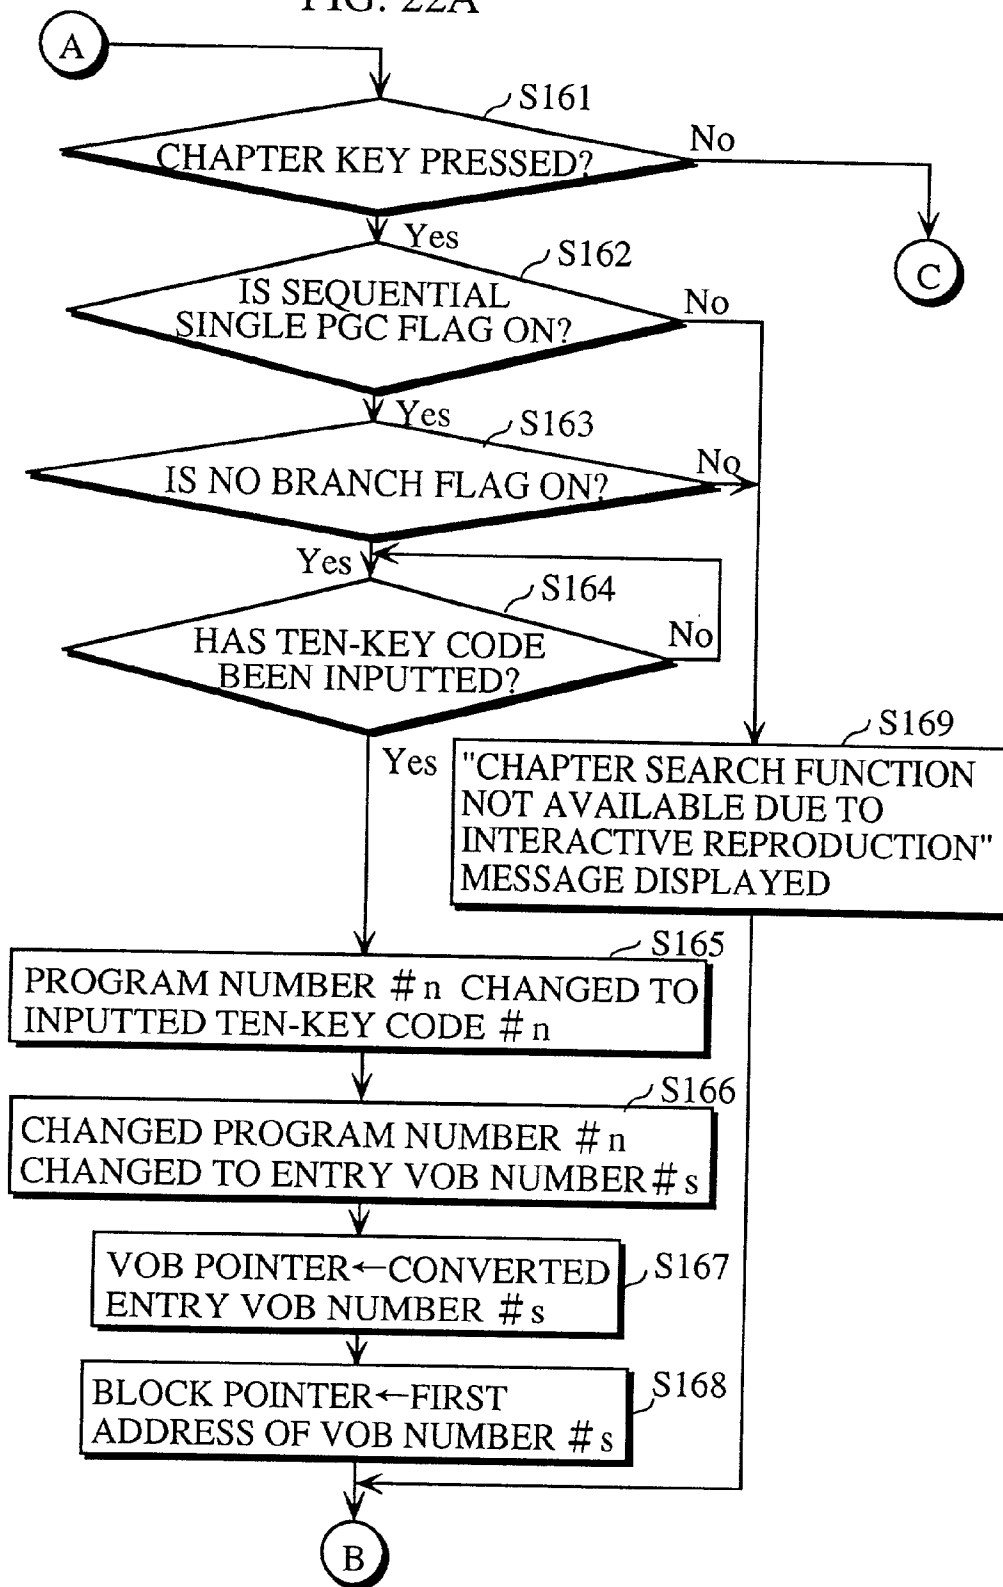 FIG. 22A
A
S161
CHAPTER KEY PRESSED?
No
Yes
C
S162
IS SEQUENTIAL
SINGLE PGC FLAG ON?
No
Yes
S163
IS NO BRANCH FLAG ON?
No
Yes
S164
HAS TEN-KEY CODE
BEEN INPUTTED?
No
Yes
S169
"CHAPTER SEARCH FUNCTION
NOT AVAILABLE DUE TO
INTERACTIVE REPRODUCTION"
MESSAGE DISPLAYED
S165
PROGRAM NUMBER #n CHANGED TO
INPUTTED TEN-KEY CODE #n
S166
CHANGED PROGRAM NUMBER #n
CHANGED TO ENTRY VOB NUMBER #s
S167
VOB POINTER←CONVERTED
ENTRY VOB NUMBER #s
S168
BLOCK POINTER←FIRST
ADDRESS OF VOB NUMBER #s
B